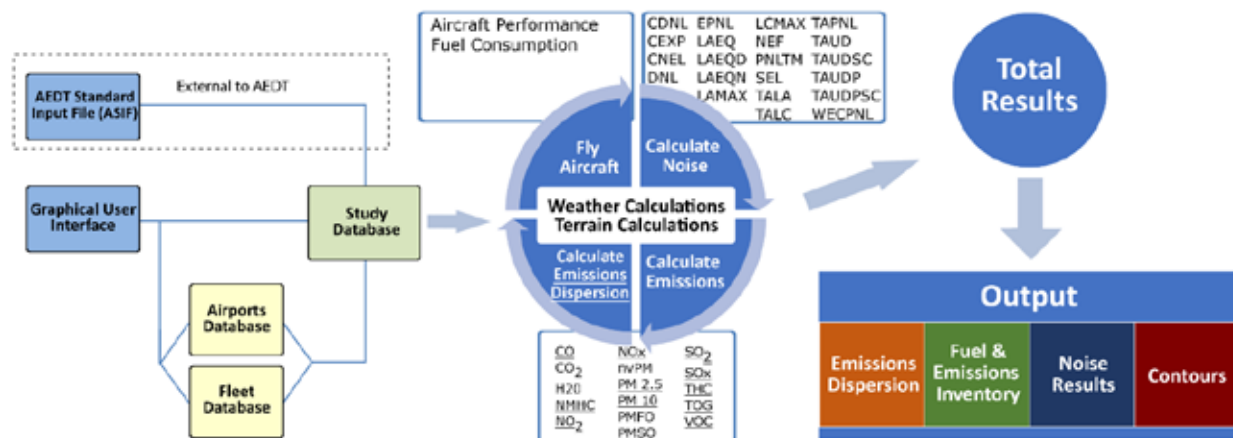 External to AEDT
AEDT Standard
Input File (ASIF)
Graphical User
Interface
Study
Database
Airports
Database
Fleet
Database
Aircraft Performance
Fuel Consumption
CDNL EPNL LCMAX TAPNL
CEXP LAEQ NEF TAUD
CNEL LAEQD PNLTM TAUDSC
DNL LAEQN SEL TAUDP
LAMAX TALA TAUDPSC
TALC WECPNL
Fly
Aircraft
Calculate
Noise
Weather Calculations
Terrain Calculations
Calculate
Emissions
Dispersion
Calculate
Emissions
CO NOx SO2
CO2 nvPM SOx
H20 PM 2.5 THC
NMHC PM 10 TOG
NO2 PMFO VOC
PMSO
Total
Results
Output
Emissions
Dispersion
Fuel &
Emissions
Inventory
Noise
Results
Contours